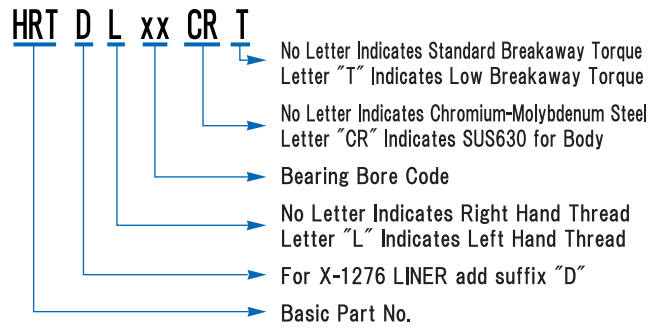 HRT D L xx CR T
No Letter Indicates Standard Breakaway Torque
Letter ″T″ Indicates Low Breakaway Torque
No Letter Indicates Chromium-Molybdenum Steel
Letter ″CR″ Indicates SUS630 for Body
Bearing Bore Code
No Letter Indicates Right Hand Thread
Letter ″L″ Indicates Left Hand Thread
For X-1276 LINER add suffix ″D″
Basic Part No.